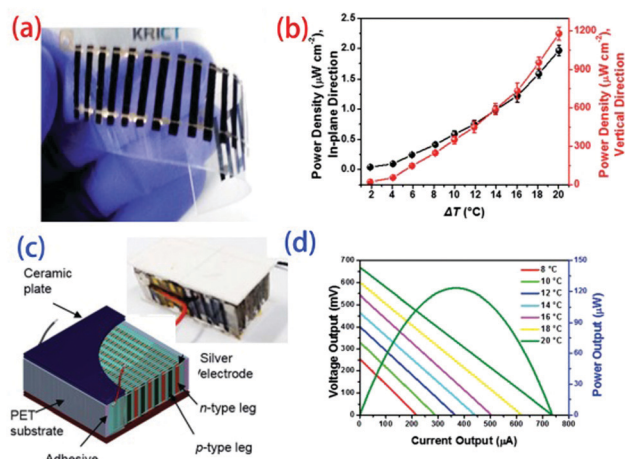 (a)
KRICT
(b)
Power Density (μW cm⁻²),
In-plane Direction
2.5
2.0
1.5
1.0
0.5
0.0
2 4 6 8 10 12 14 16 18 20
ΔT (°C)
1200
900
600
300
0
Power Density (μW cm⁻²),
Vertical Direction
(c)
Ceramic
plate
Silver
electrode
n-type leg
p-type leg
PET
substrate
Adhesive
(d)
Voltage Output (mV)
700
600
500
400
300
200
100
0
0 100 200 300 400 500 600 700 800
Current Output (μA)
8 °C
10 °C
12 °C
14 °C
16 °C
18 °C
20 °C
150
120
90
60
30
0
Power Output (μW)